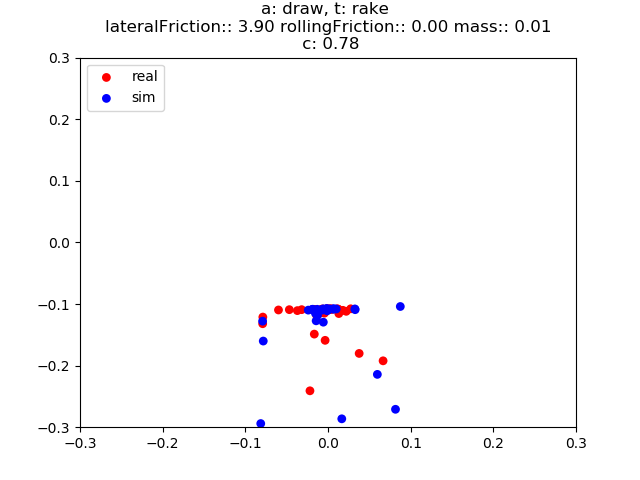 a: draw, t: rake
lateralFriction:: 3.90 rollingFriction:: 0.00 mass:: 0.01
c: 0.78
real
sim
0.3
0.2
0.1
0.0
−0.1
−0.2
−0.3
−0.3
−0.2
−0.1
0.0
0.1
0.2
0.3